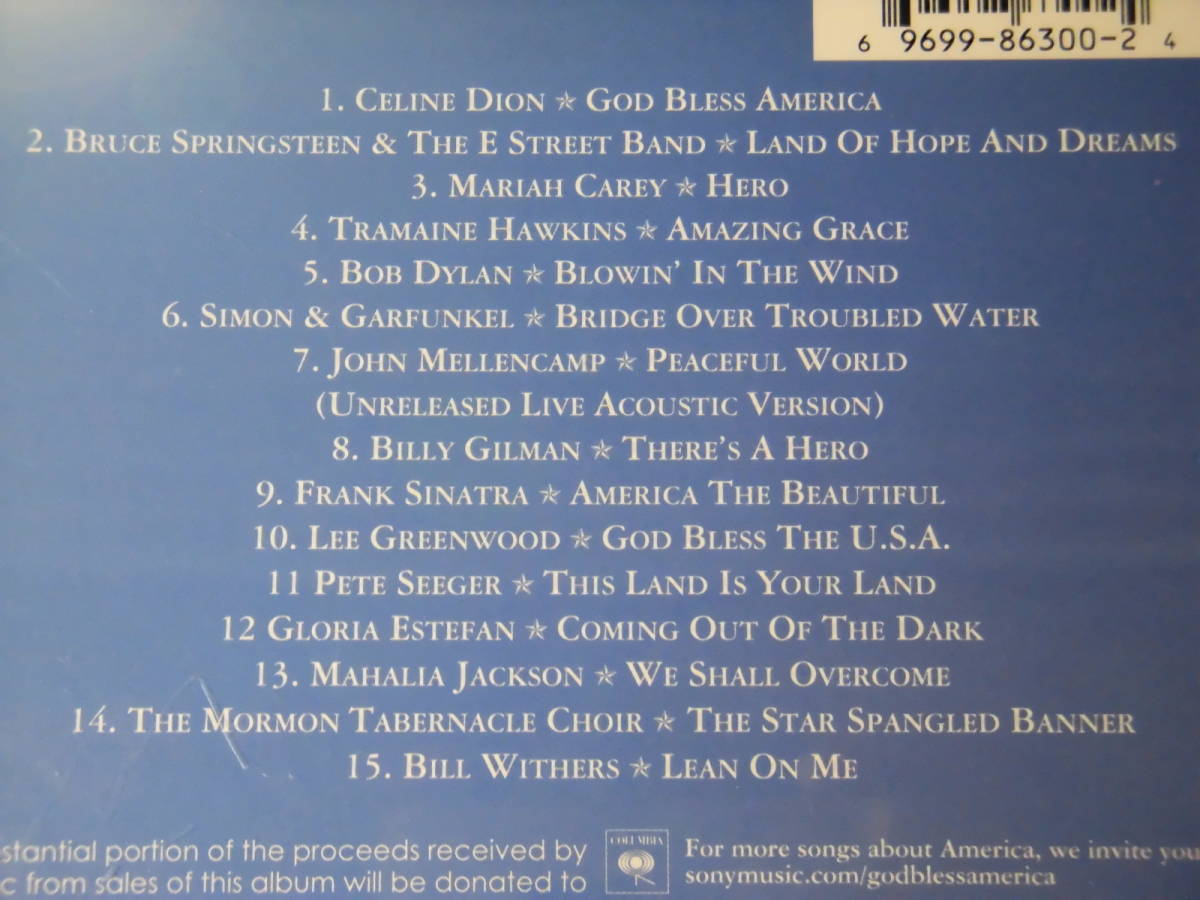 6 9699-86300-2 4
1. Celine Dion ★ God Bless America
2. Bruce Springsteen & The E Street Band ★ Land Of Hope And Dreams
3. Mariah Carey ★ Hero
4. Tramaine Hawkins ★ Amazing Grace
5. Bob Dylan ★ Blowin' In The Wind
6. Simon & Garfunkel ★ Bridge Over Troubled Water
7. John Mellencamp ★ Peaceful World
(Unreleased Live Acoustic Version)
8. Billy Gilman ★ There's A Hero
9. Frank Sinatra ★ America The Beautiful
10. Lee Greenwood ★ God Bless The U.S.A.
11 Pete Seeger ★ This Land Is Your Land
12 Gloria Estefan ★ Coming Out Of The Dark
13. Mahalia Jackson ★ We Shall Overcome
14. The Mormon Tabernacle Choir ★ The Star Spangled Banner
15. Bill Withers ★ Lean On Me
stantial portion of the proceeds received by
c from sales of this album will be donated to
COLUMBIA
For more songs about America, we invite you
sonymusic.com/godblessamerica